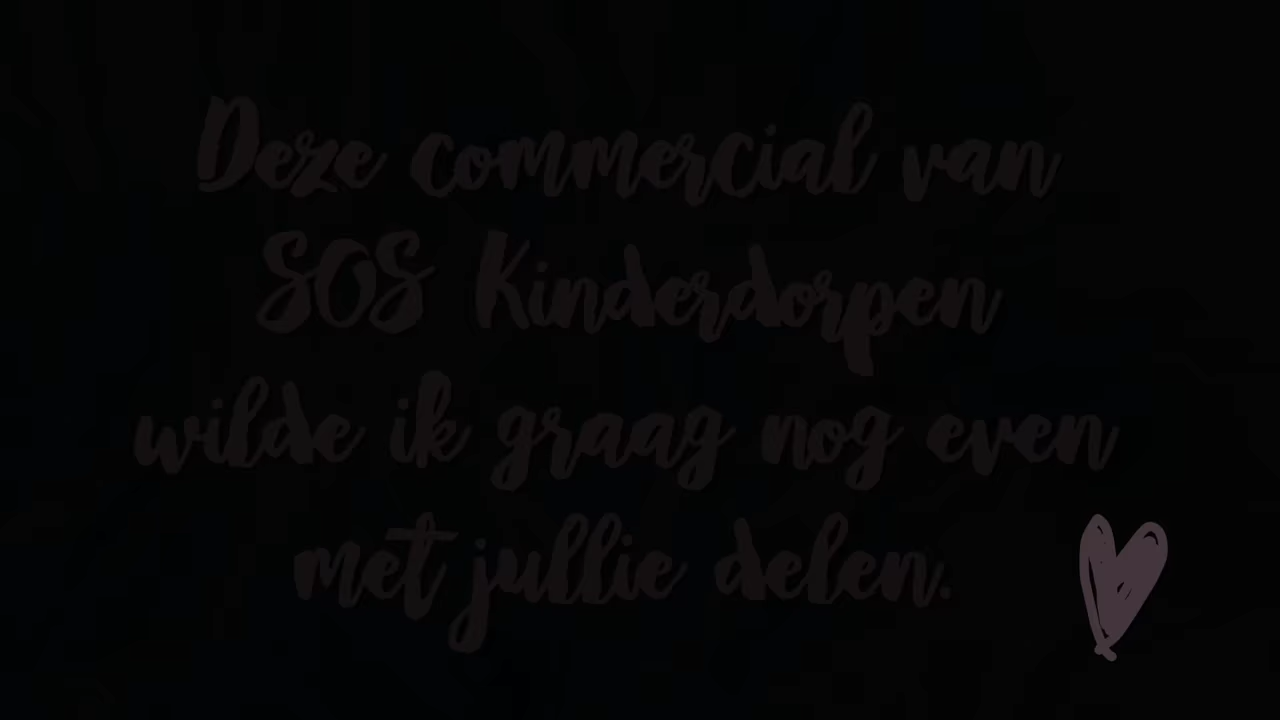 Deze commercial van
SOS Kinderdorpen
wilde ik graag nog even
met jullie delen.